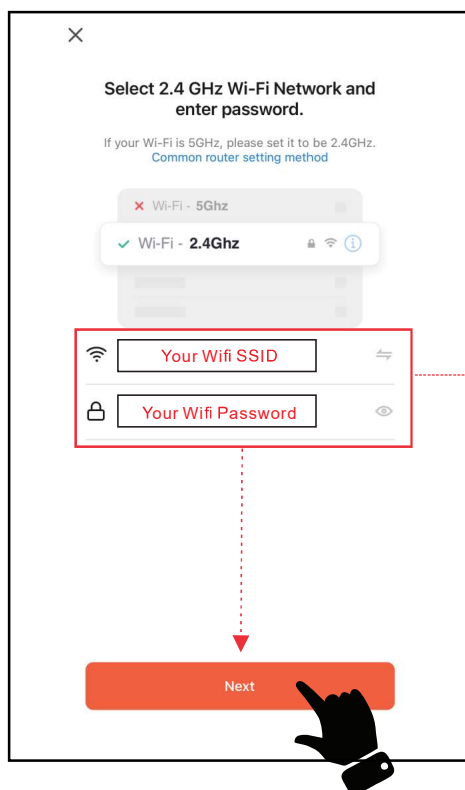 Select 2.4 GHz Wi-Fi Network and
enter password.
If your Wi-Fi is 5GHz, please set it to be 2.4GHz.
Common router setting method
Wi-Fi - 5Ghz
Wi-Fi - 2.4Ghz
Your Wifi SSID
Your Wifi Password
Next